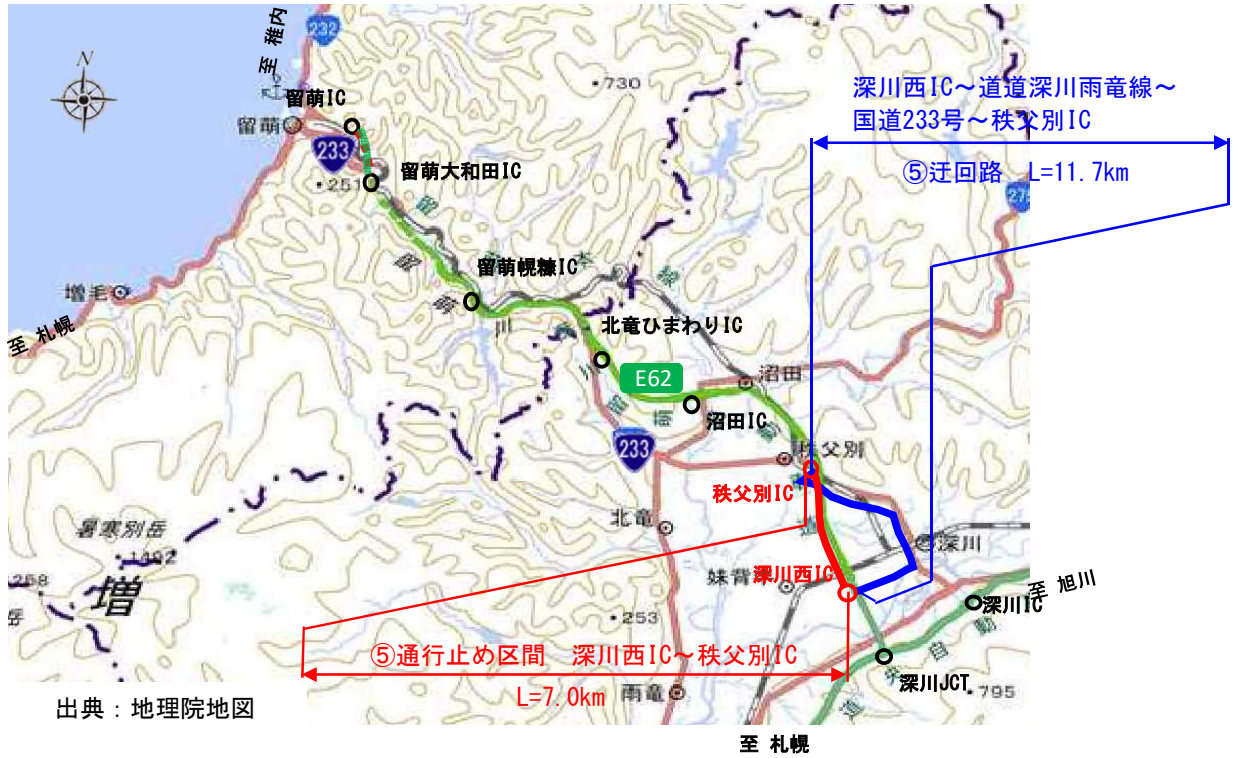 232
至 稚内
N
730
留萌IC
留萌
233
留萌大和田IC
251
深川西IC～道道深川雨竜線～
国道233号～秩父別IC
⑤迂回路 L=11.7km
留萌幌糠IC
増毛
至 札幌
川
北竜ひまわりIC
E62
沼田
沼田IC
233
秩父別
秩父別IC
北竜
深川
暑寒別岳
1492
妹背牛
深川西IC
至 旭川
深川IC
258
増
岳
253
⑤通行止め区間 深川西IC～秩父別IC
L=7.0km
雨竜
深川JCT
795
出典：地理院地図
至 札幌